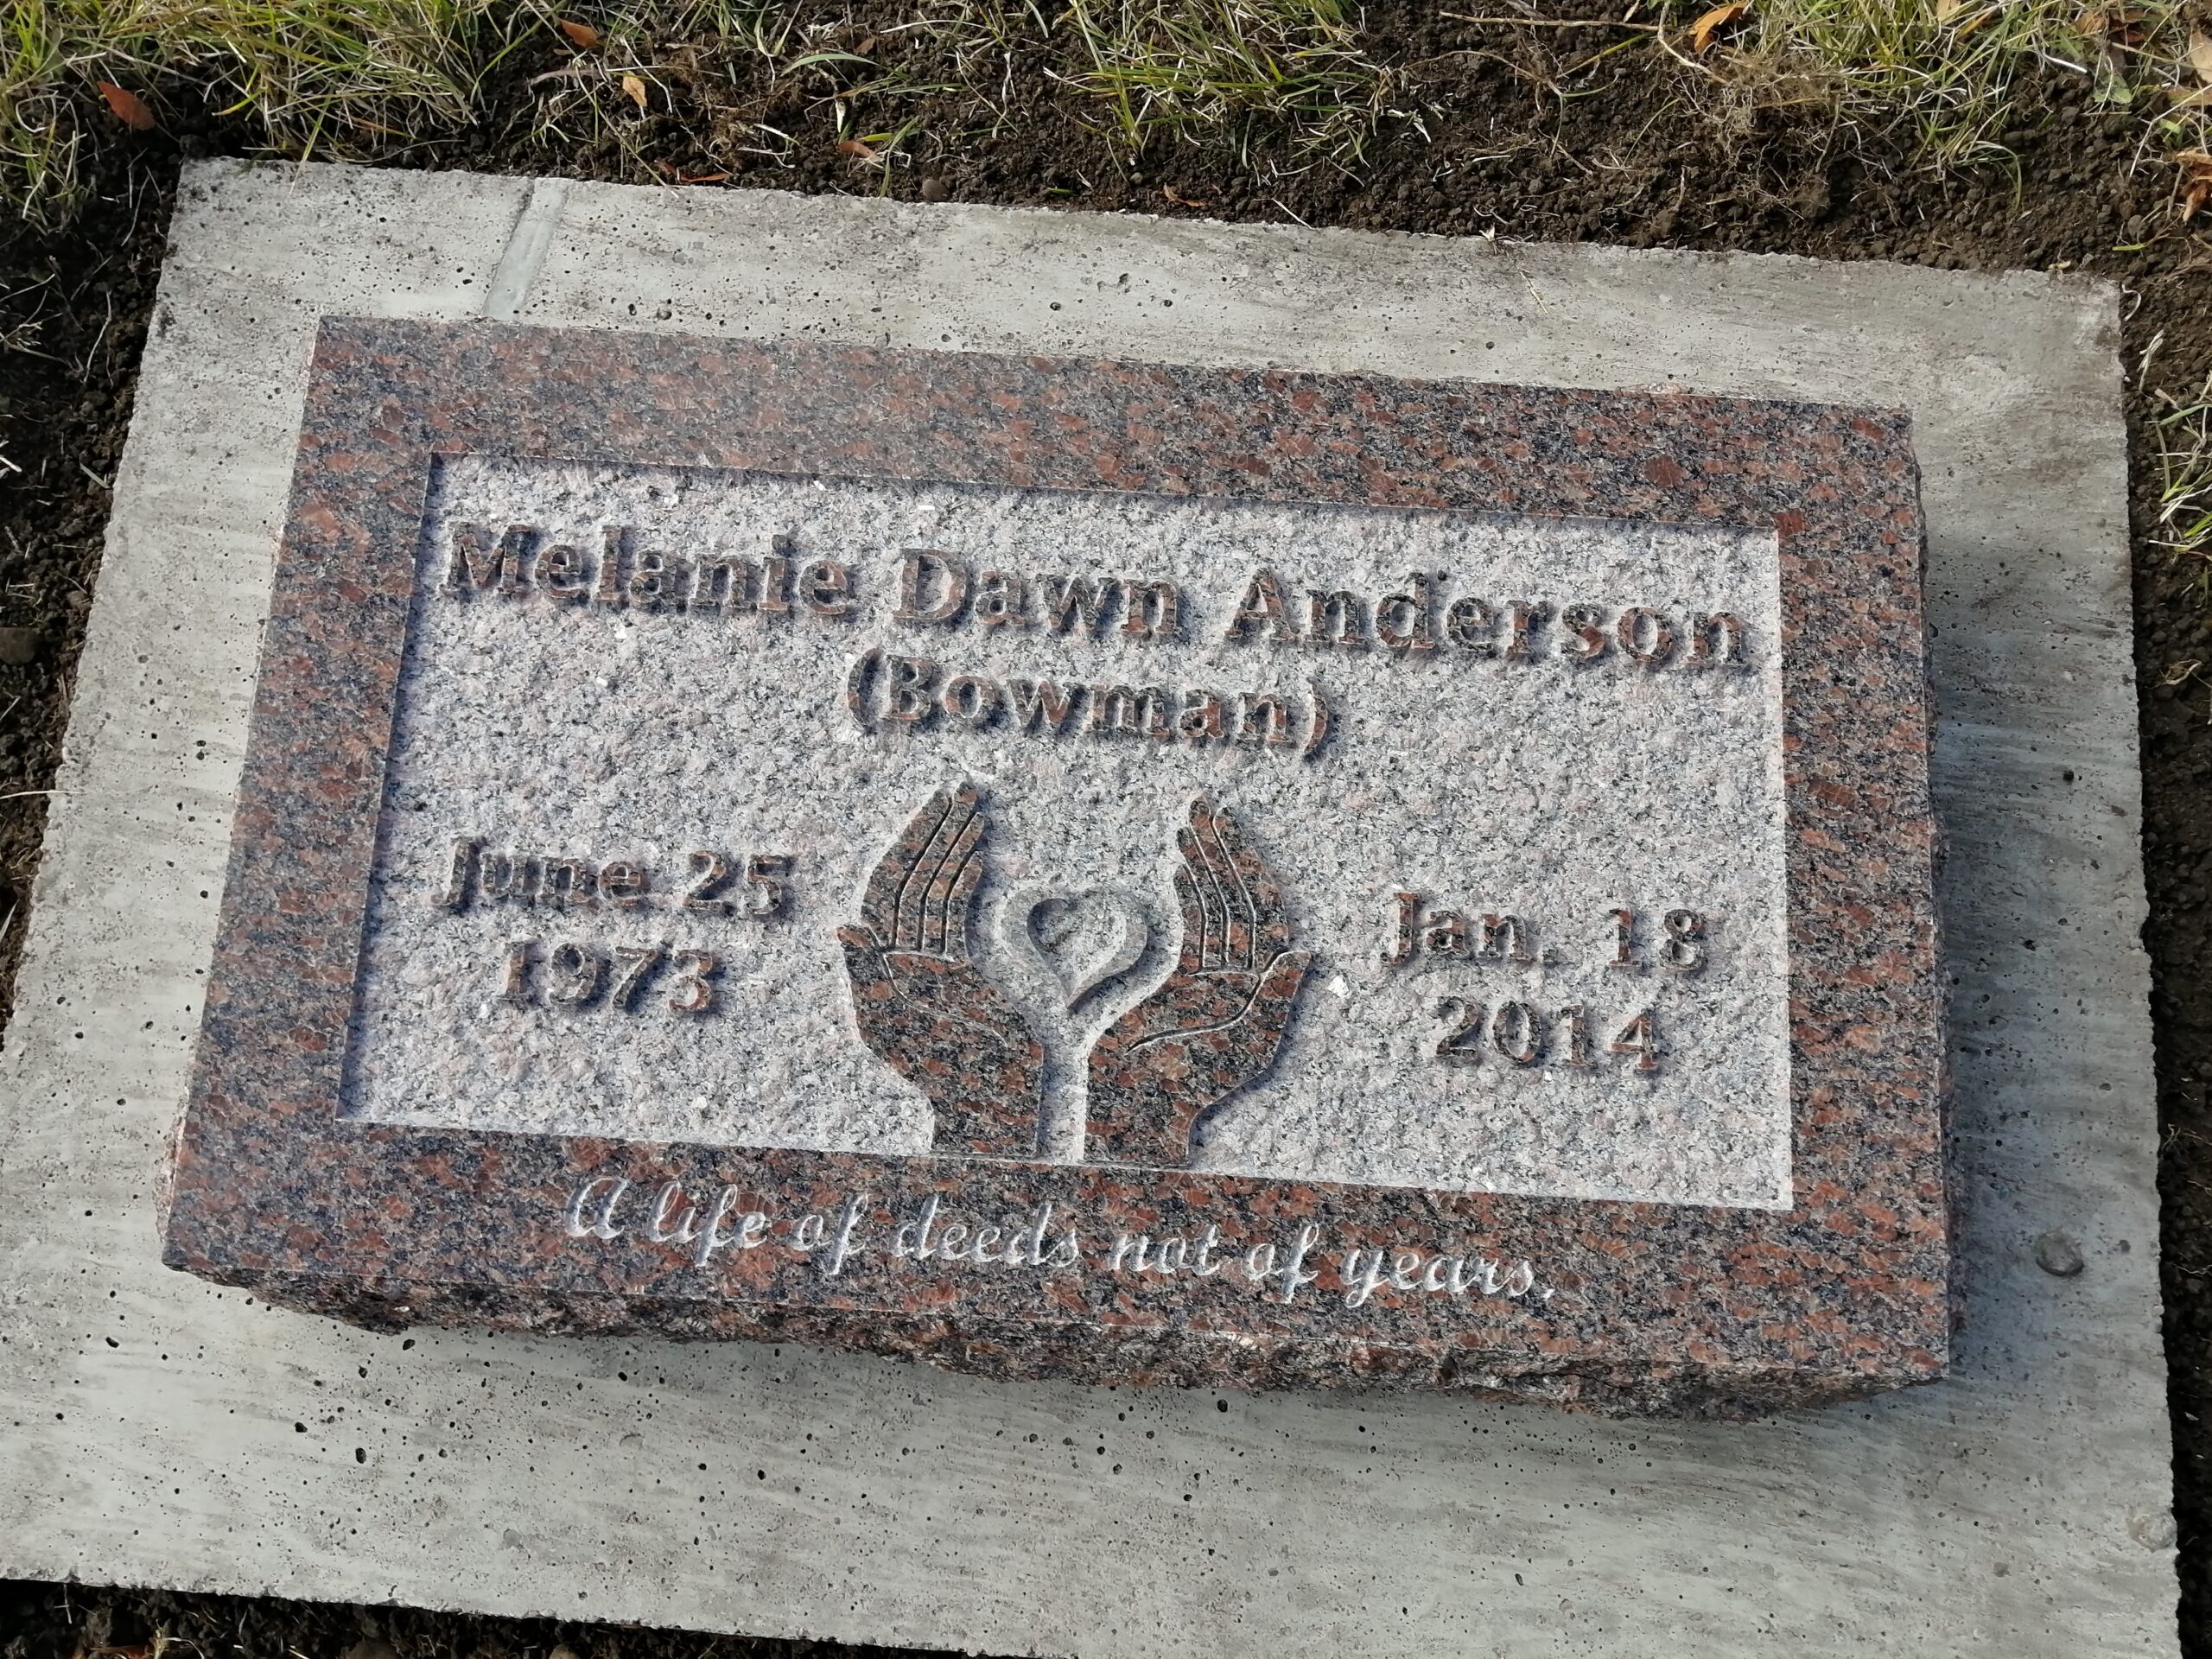 Melanie Dawn Anderson
(Bowman)
June 25
1973
Jan. 18
2014
A life of deeds not of years.